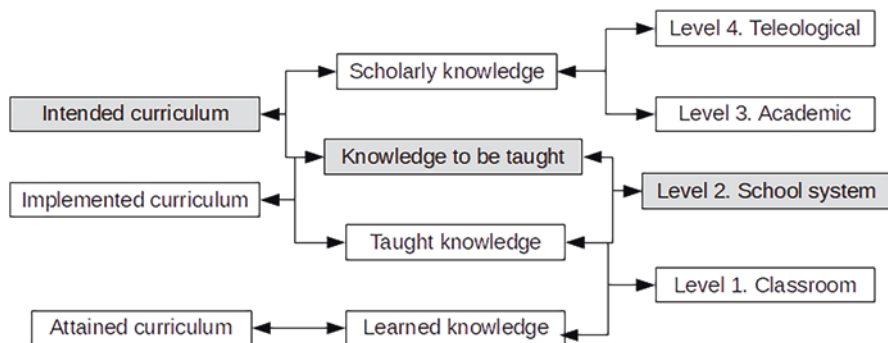 Level 4. Teleological
Scholarly knowledge
Intended curriculum
Level 3. Academic
Knowledge to be taught
Implemented curriculum
Level 2. School system
Taught knowledge
Level 1. Classroom
Attained curriculum
Learned knowledge